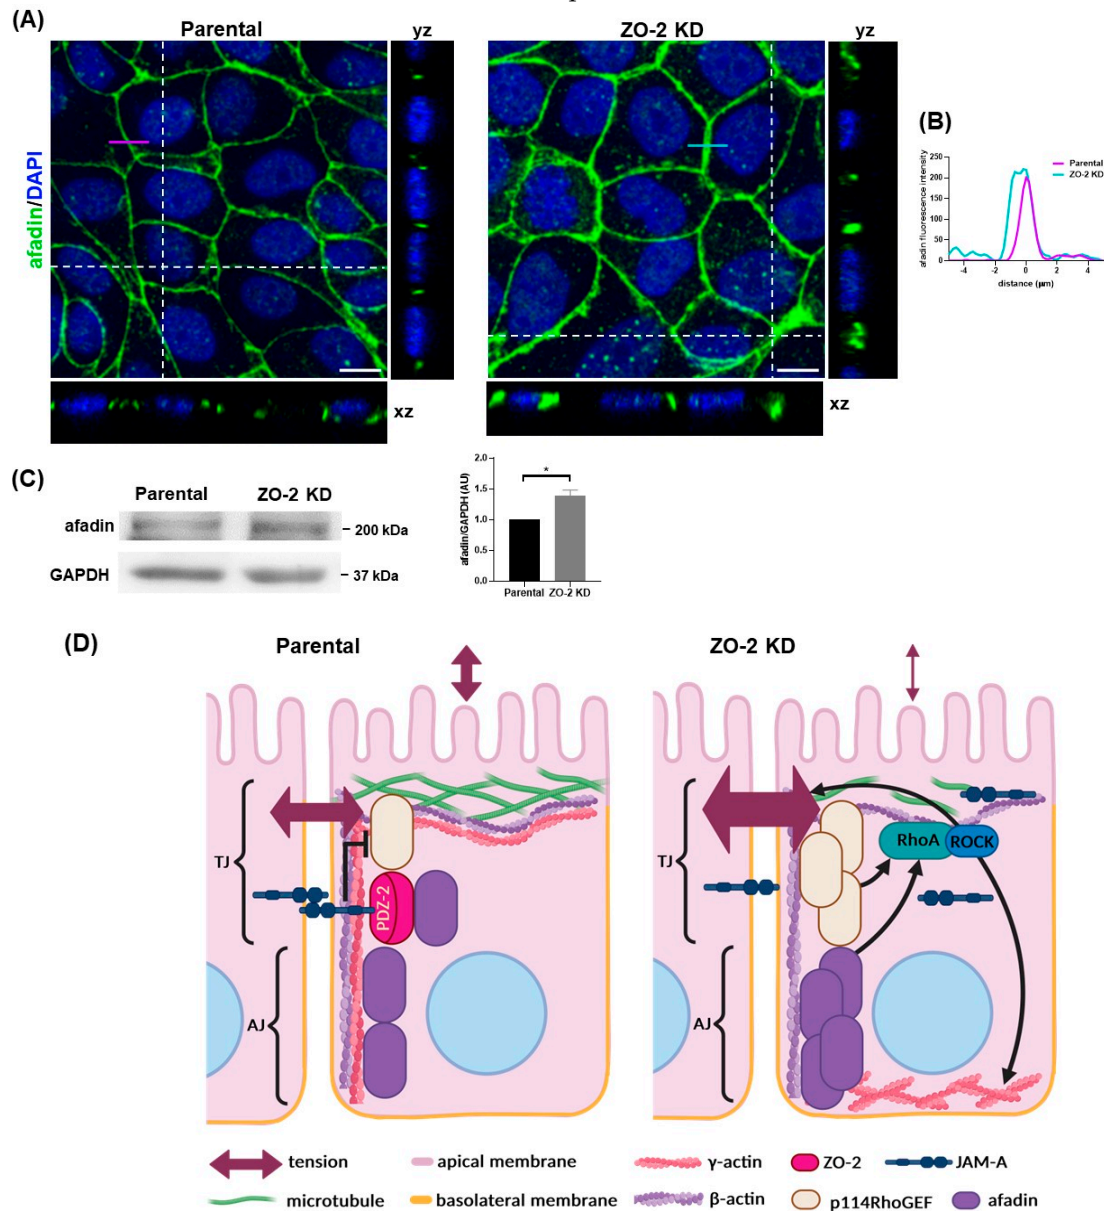 (A)
Parental
yz
ZO-2 KD
yz
afadin/DAPI
xz
xz
(B)
afadin fluorescence intensity
250
200
150
100
50
0
-4 -2 0 2 4
distance (μm)
Parental
ZO-2 KD
(C)
Parental ZO-2 KD
afadin
200 kDa
GAPDH
37 kDa
afadin/GAPDH (AU)
2.0
1.5
1.0
0.5
0.0
*
Parental ZO-2 KD
(D)
Parental
ZO-2 KD
TJ
PDZ-2
AJ
TJ
RhoA
ROCK
AJ
tension
apical membrane
γ-actin
ZO-2
JAM-A
microtubule
basolateral membrane
β-actin
p114RhoGEF
afadin